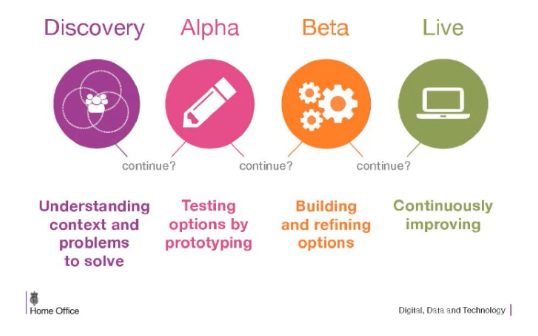 Discovery
Alpha
Beta
Live
continue?
continue?
continue?
Understanding
context and
problems
to solve
Testing
options by
prototyping
Building
and refining
options
Continuously
improving
Home Office
Digital, Data and Technology